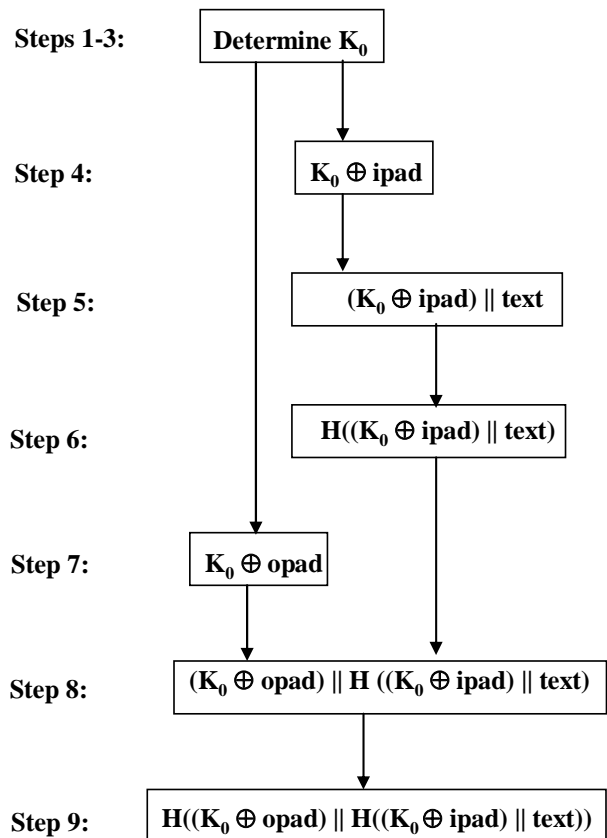 Steps 1-3: Determine K₀
Step 4: K₀ ⊕ ipad
Step 5: (K₀ ⊕ ipad) || text
Step 6: H((K₀ ⊕ ipad) || text)
Step 7: K₀ ⊕ opad
Step 8: (K₀ ⊕ opad) || H ((K₀ ⊕ ipad) || text)
Step 9: H((K₀ ⊕ opad) || H((K₀ ⊕ ipad) || text))